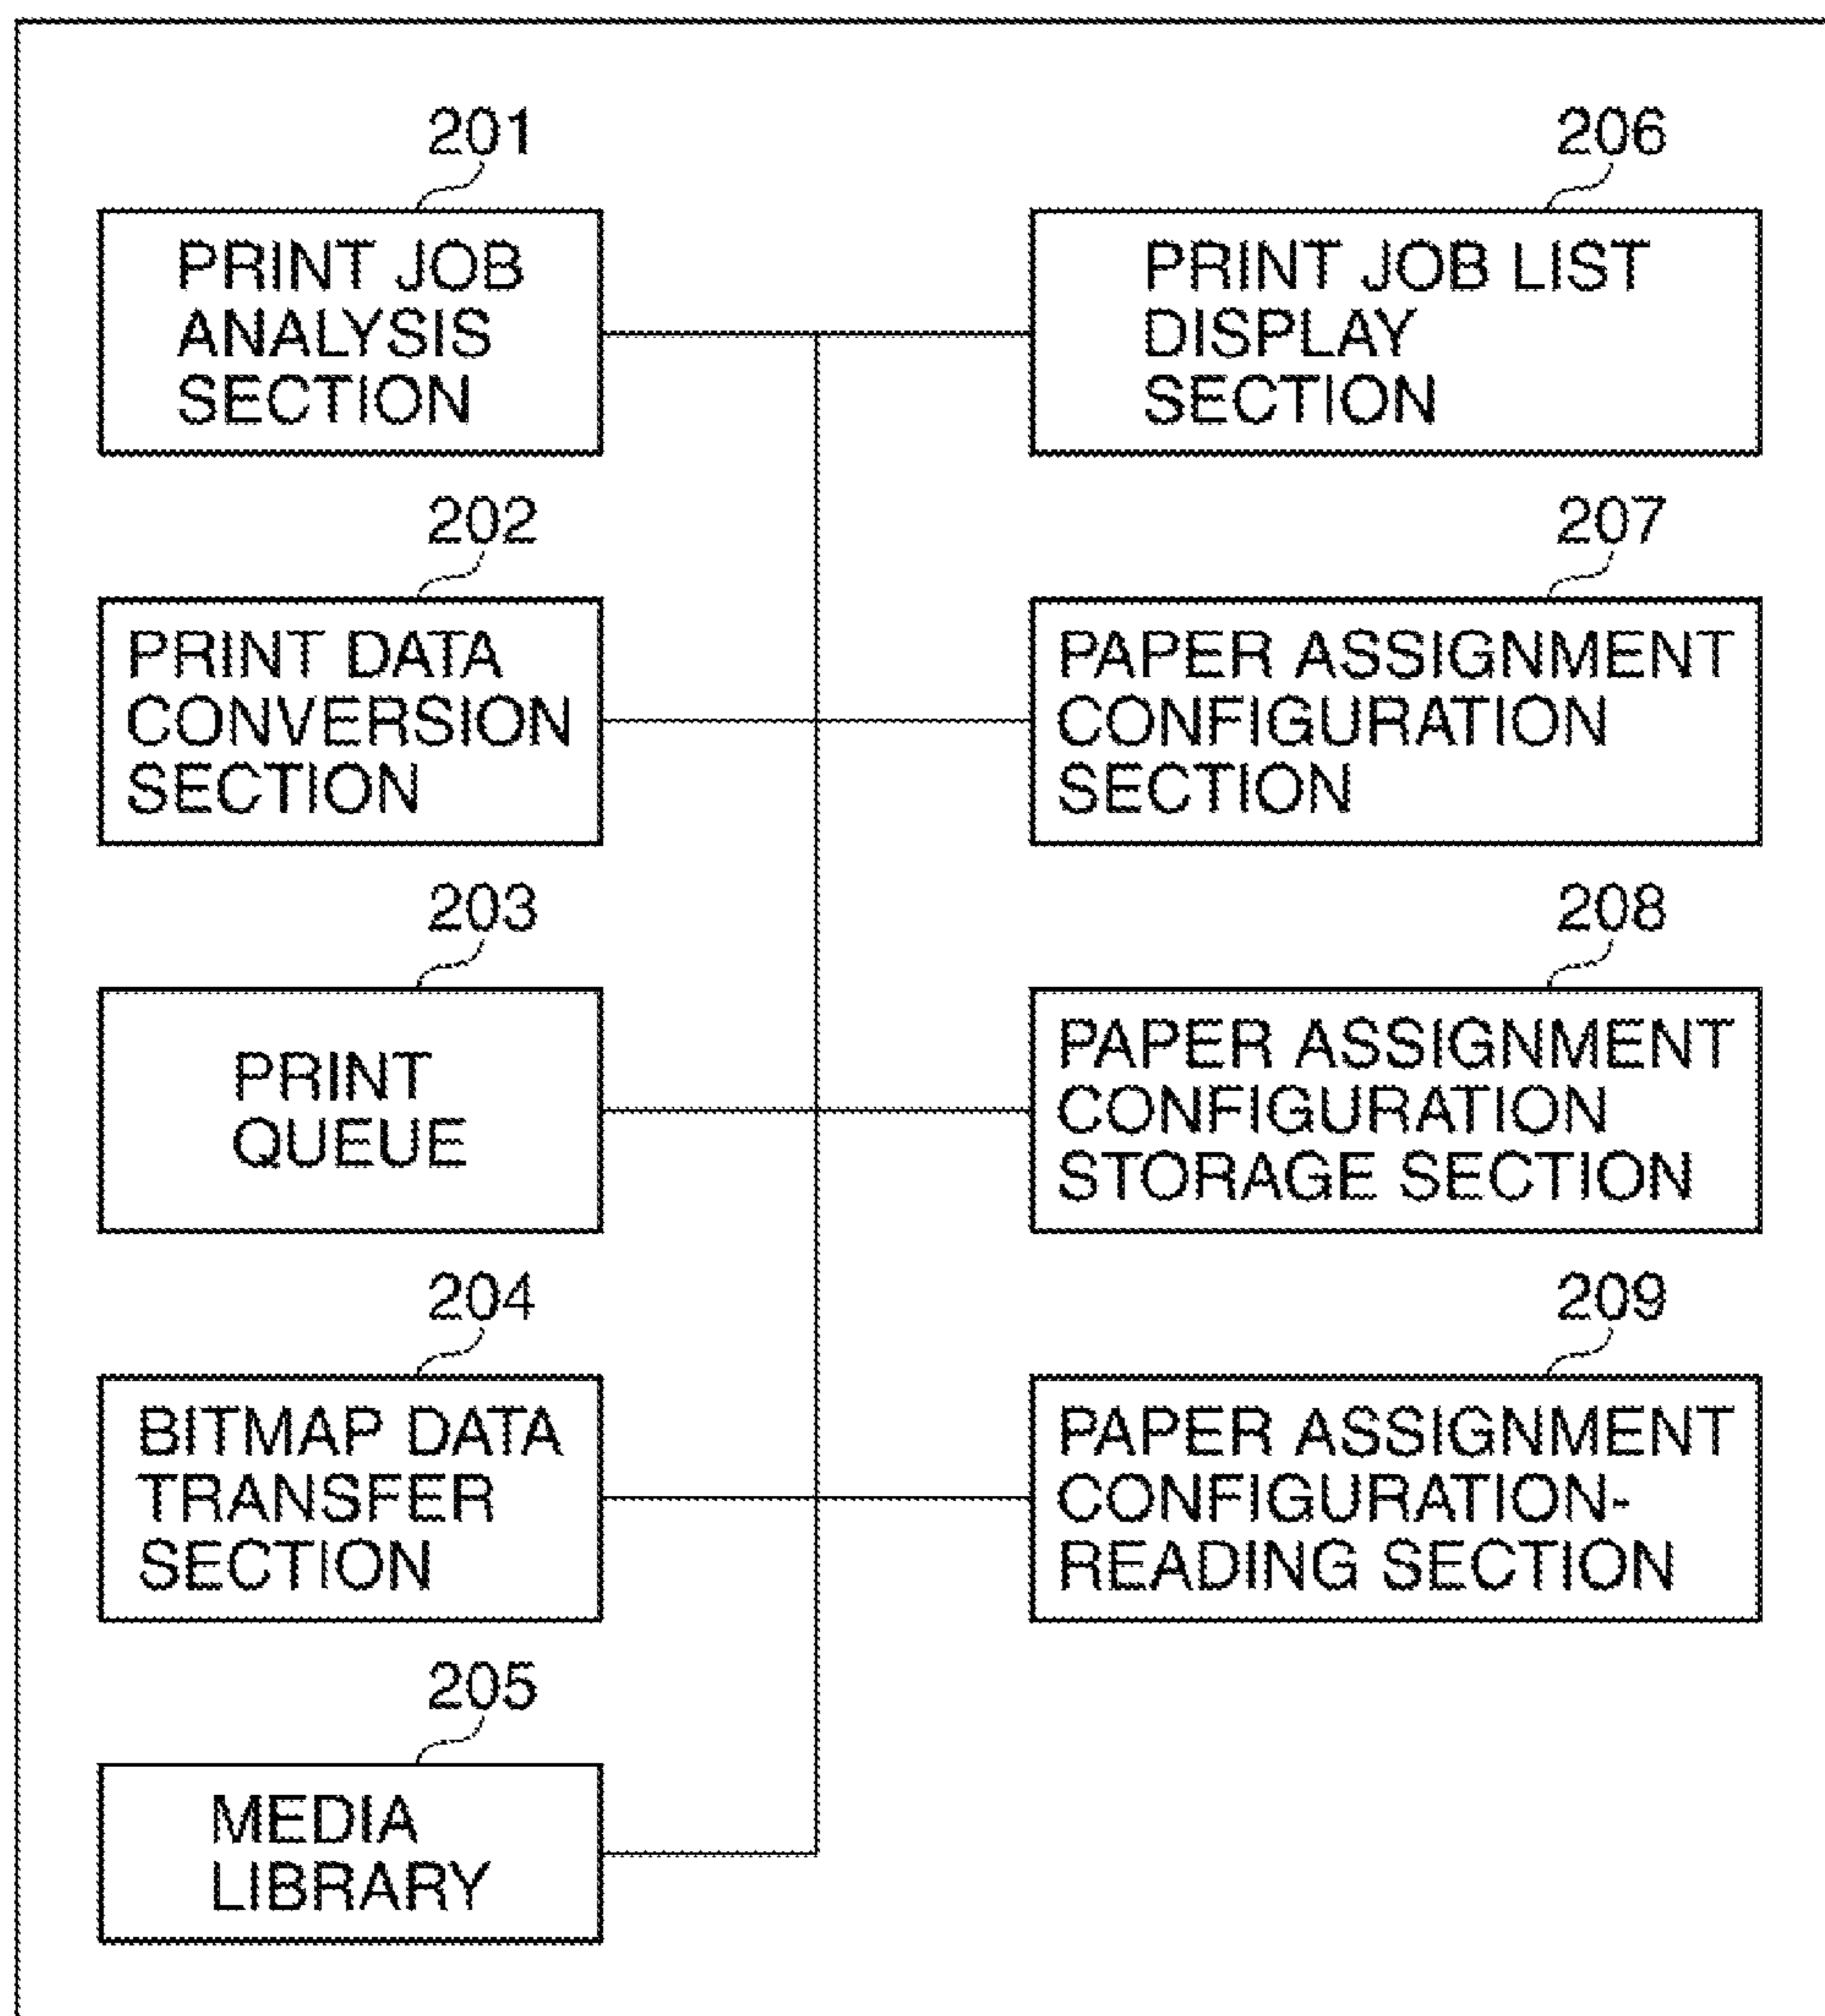 201
PRINT JOB
ANALYSIS
SECTION
202
PRINT DATA
CONVERSION
SECTION
203
PRINT
QUEUE
204
BITMAP DATA
TRANSFER
SECTION
205
MEDIA
LIBRARY
206
PRINT JOB LIST
DISPLAY
SECTION
207
PAPER ASSIGNMENT
CONFIGURATION
SECTION
208
PAPER ASSIGNMENT
CONFIGURATION
STORAGE SECTION
209
PAPER ASSIGNMENT
CONFIGURATION-
READING SECTION